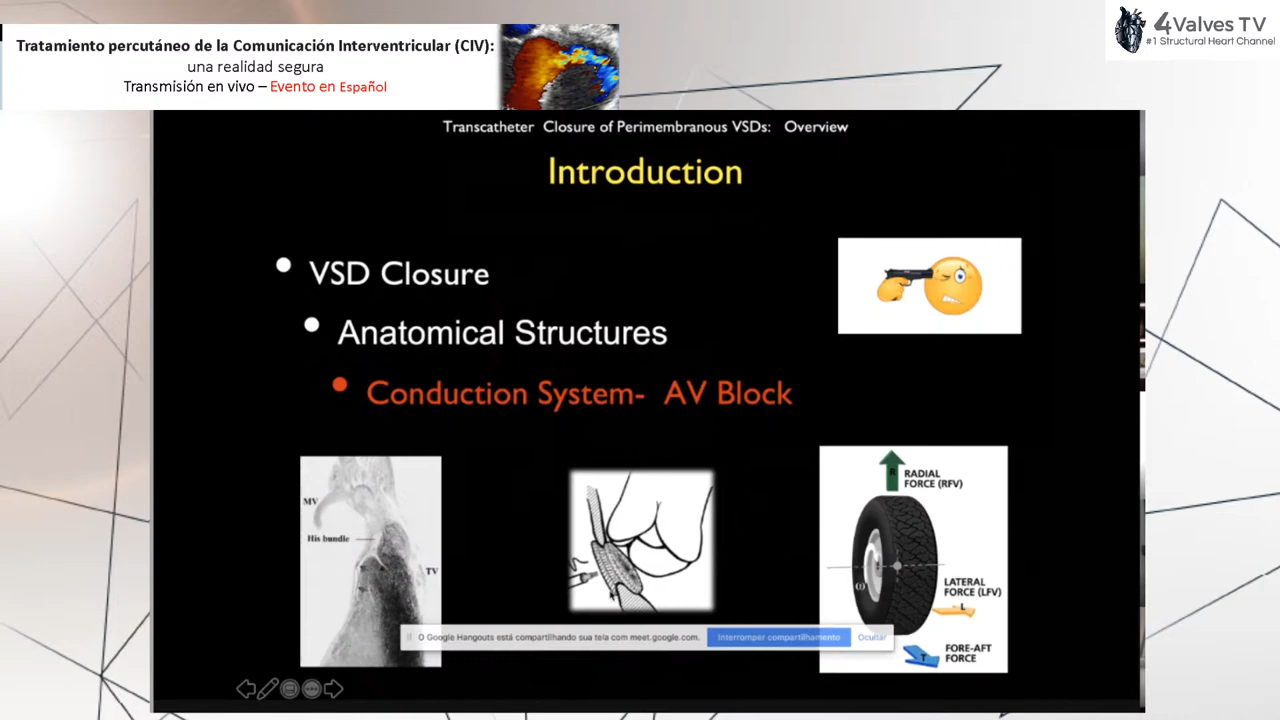 Tratamiento percutáneo de la Comunicación Interventricular (CIV):
una realidad segura
Transmisión en vivo – Evento en Español
4Valves TV
#1 Structural Heart Channel
Transcatheter Closure of Perimembranous VSDs: Overview
Introduction
VSD Closure
Anatomical Structures
Conduction System- AV Block
MV
His bundle
TV
R
RADIAL
FORCE (RFV)
LATERAL
FORCE (LFV)
L
ω
T
FORE-AFT
FORCE
O Google Hangouts está compartilhando sua tela com meet.google.com.
Interromper compartilhamento
Ocultar